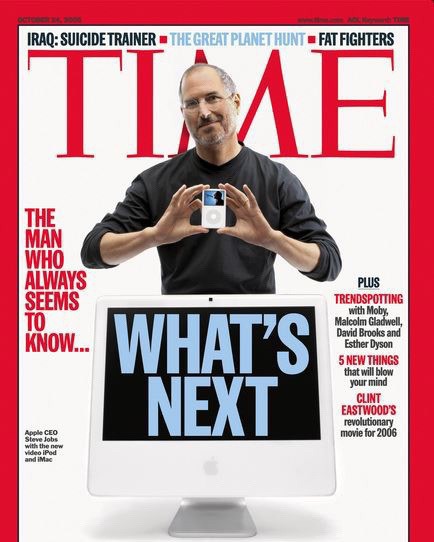 OCTOBER 24, 2005
www.time.com AOL Keyword: TIME
IRAQ: SUICIDE TRAINER ■ THE GREAT PLANET HUNT ■ FAT FIGHTERS
TIME
THE
MAN
WHO
ALWAYS
SEEMS
TO
KNOW...
WHAT'S
NEXT
Apple CEO
Steve Jobs
with the new
video iPod
and iMac
PLUS
TRENDSPOTTING
with Moby,
Malcolm Gladwell,
David Brooks and
Esther Dyson
5 NEW THINGS
that will blow
your mind
CLINT
EASTWOOD'S
revolutionary
movie for 2006